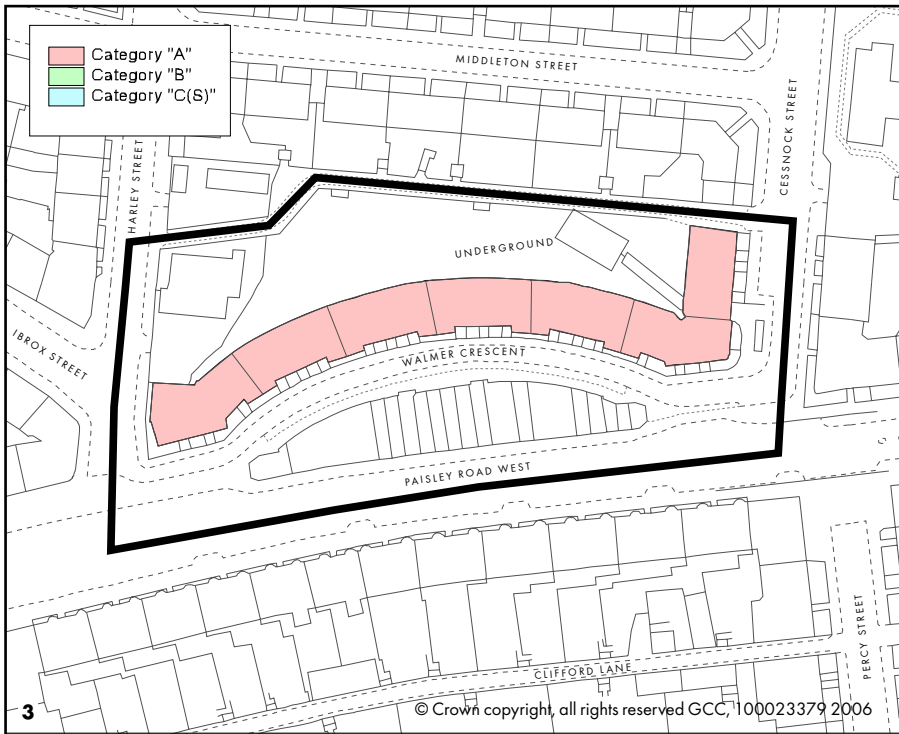 Category "A"
Category "B"
Category "C(S)"
MIDDLETON STREET
CESSNOCK STREET
HARLEY STREET
UNDERGROUND
IBROX STREET
WALMER CRESCENT
PAISLEY ROAD WEST
PERCY STREET
CLIFFORD LANE
3
© Crown copyright, all rights reserved GCC, 100023379 2006